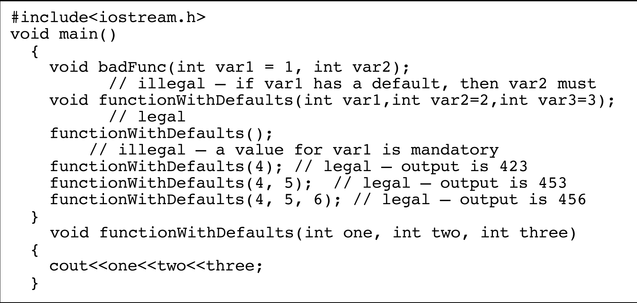 #include<iostream.h>
void main()
{
void badFunc(int var1 = 1, int var2);
// illegal – if var1 has a default, then var2 must
void functionWithDefaults(int var1,int var2=2,int var3=3);
// legal
functionWithDefaults();
// illegal – a value for var1 is mandatory
functionWithDefaults(4); // legal – output is 423
functionWithDefaults(4, 5);  // legal – output is 453
functionWithDefaults(4, 5, 6); // legal – output is 456
}
void functionWithDefaults(int one, int two, int three)
{
cout<<one<<two<<three;
}